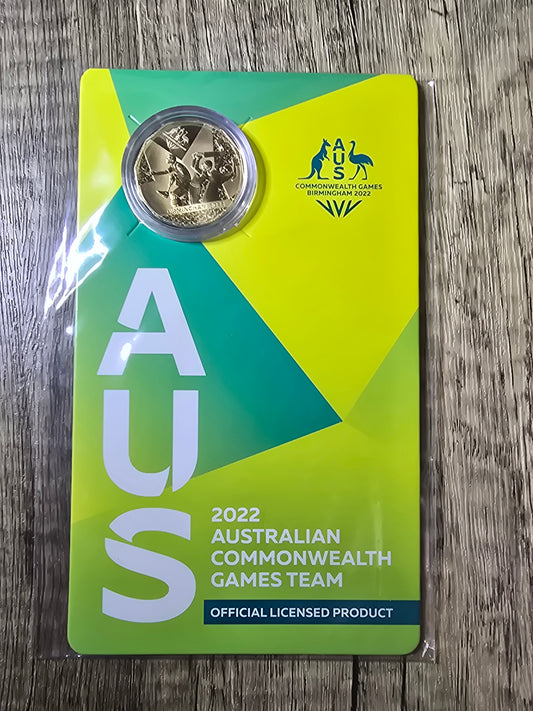 AUS
COMMONWEALTH GAMES
BIRMINGHAM 2022
AUS
2022
AUSTRALIAN
COMMONWEALTH
GAMES TEAM
OFFICIAL LICENSED PRODUCT